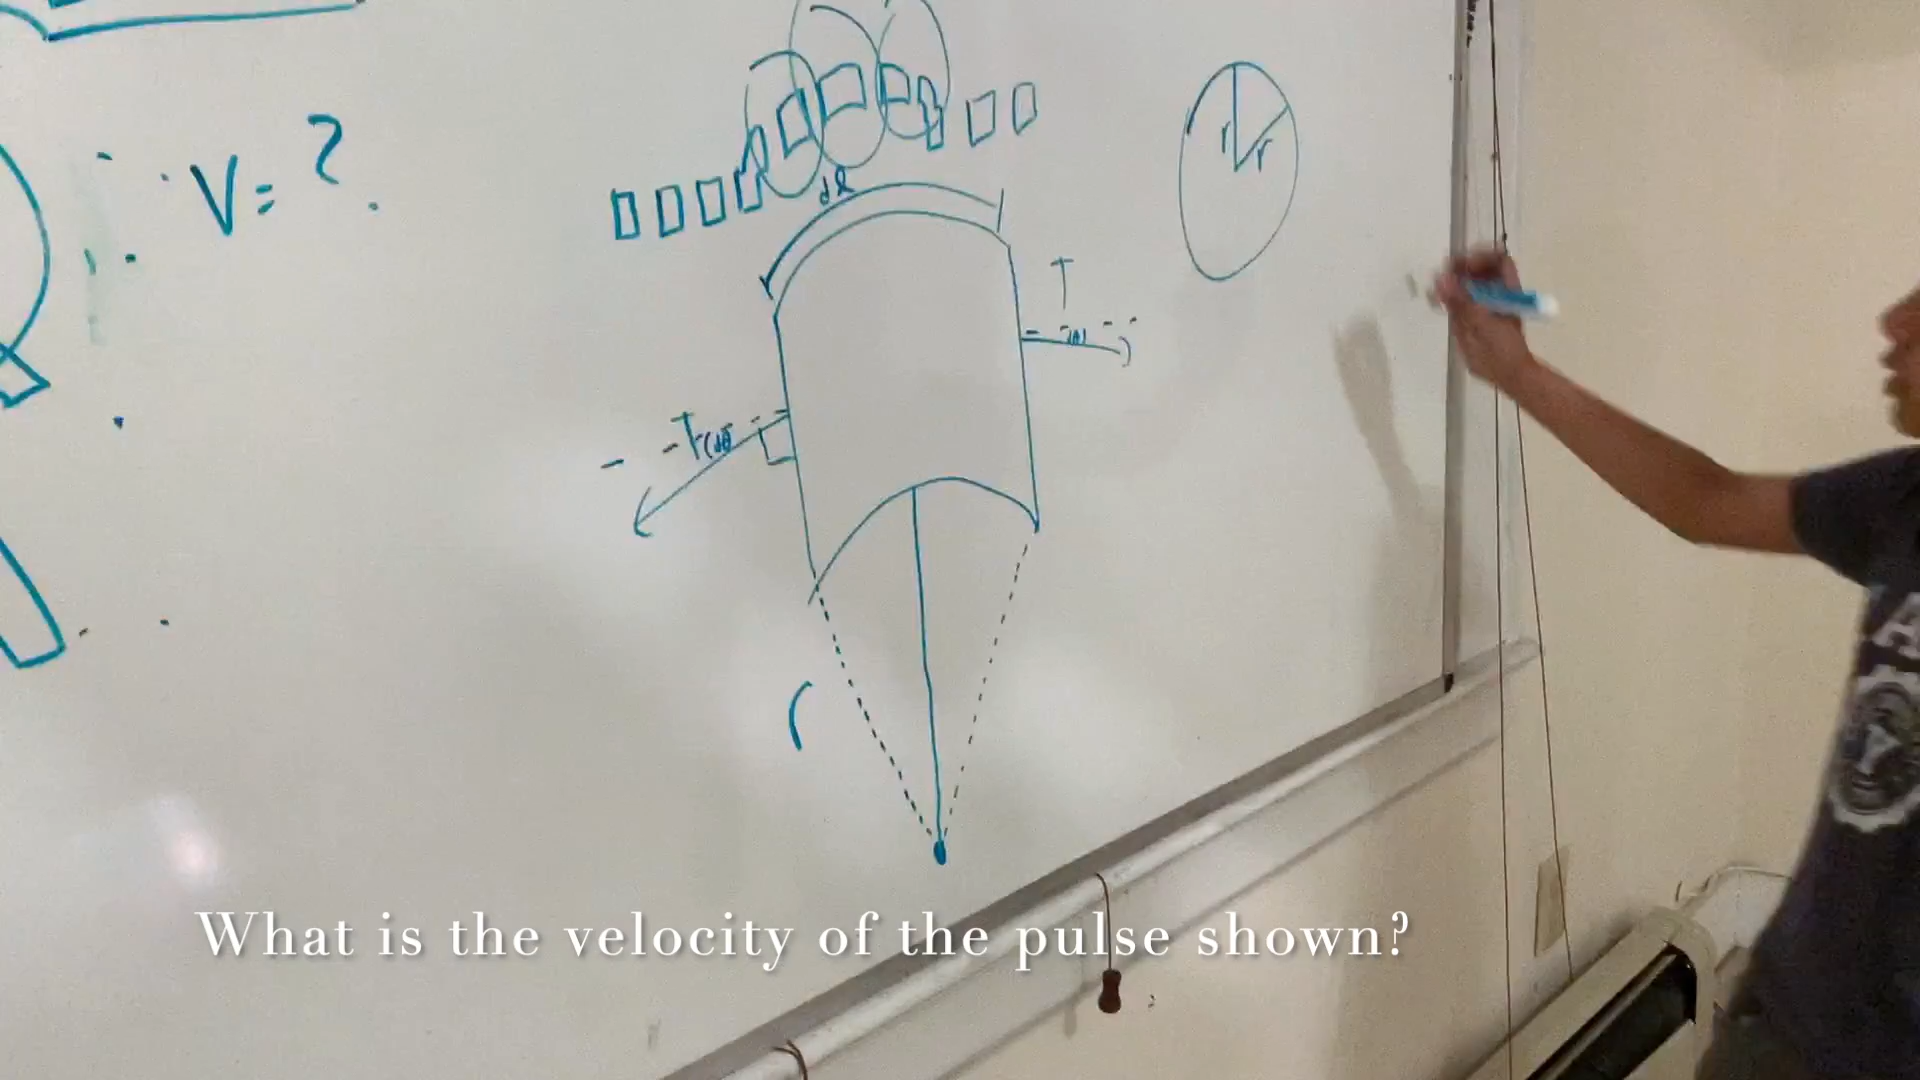 V= ?
dl
r
r
T
r
What is the velocity of the pulse shown?